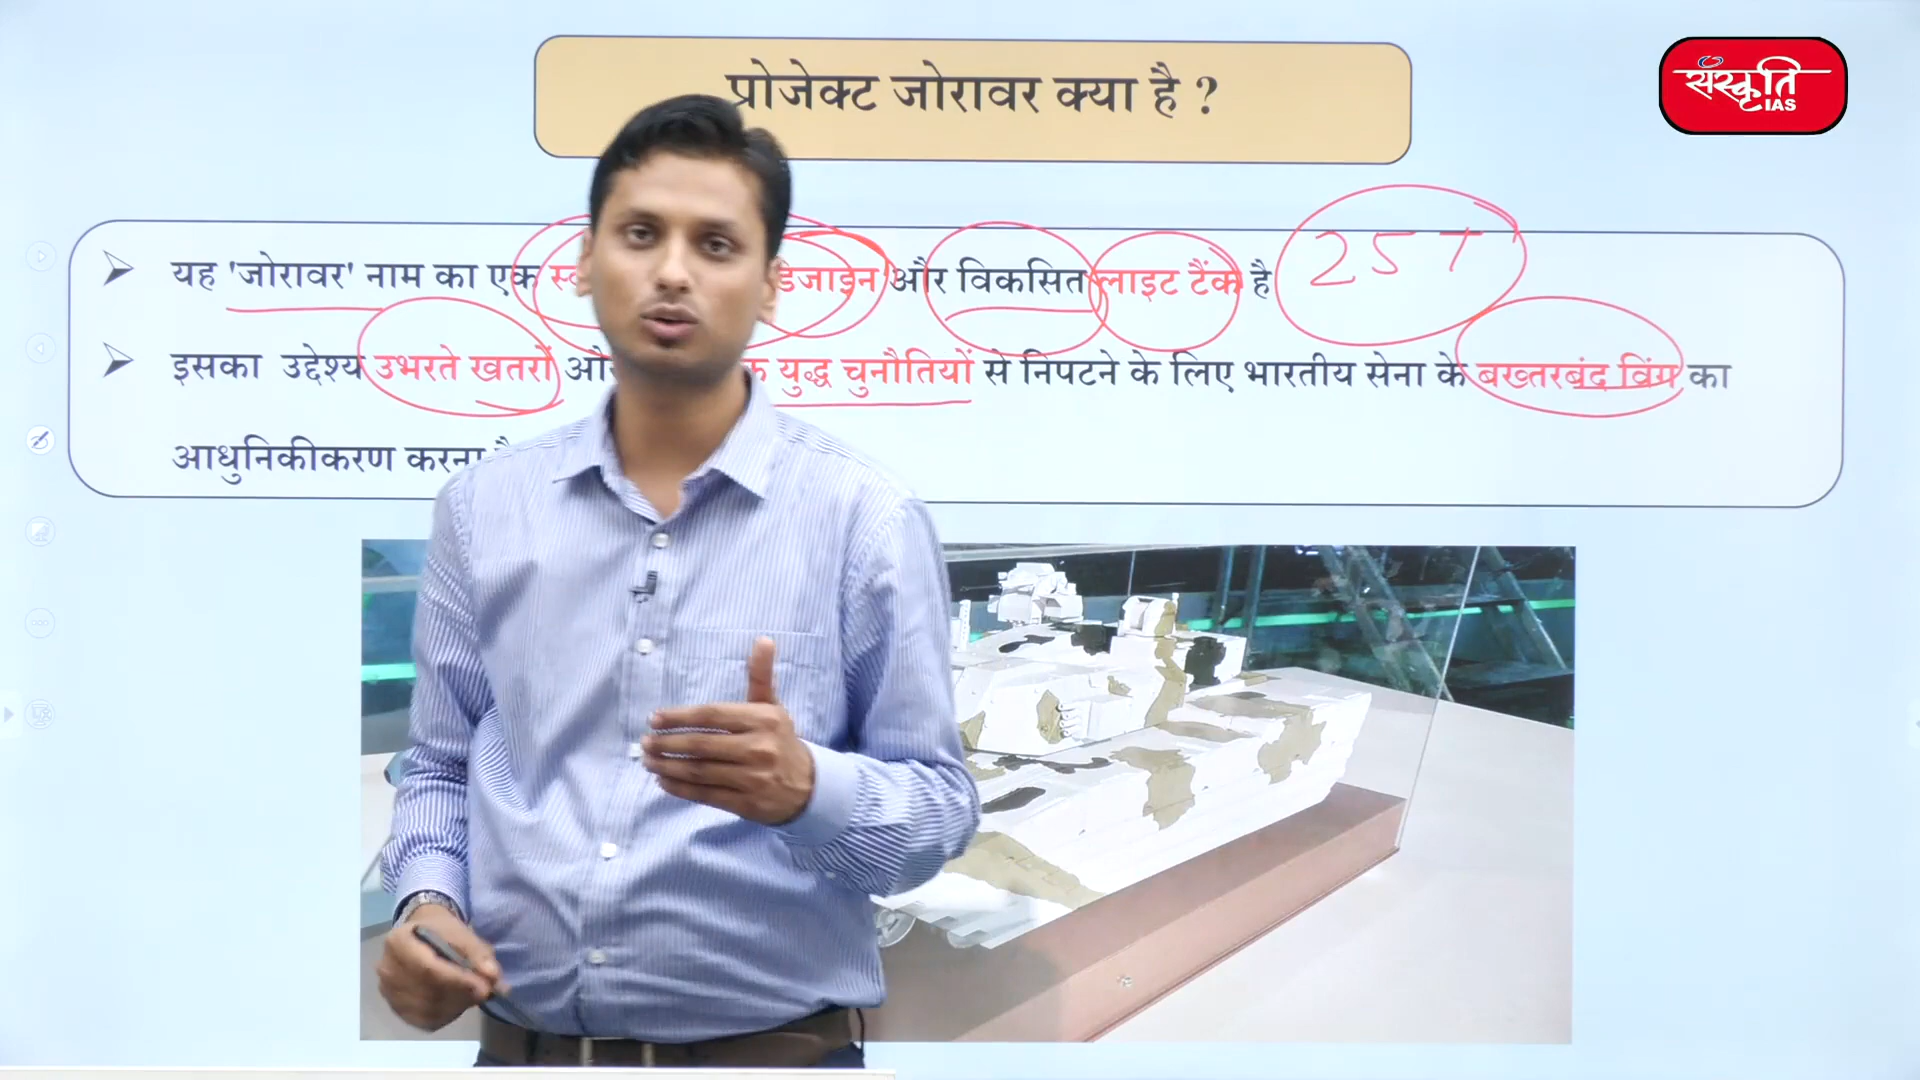 प्रोजेक्ट जोरावर क्या है ?
संस्कृति
IAS
यह 'जोरावर' नाम का एक डिजाइन और विकसित लाइट टैंक है 25T
इसका उद्देश्य उभरते खतरों युद्ध चुनौतियों से निपटने के लिए भारतीय सेना के बख्तरबंद विंग का
आधुनिकीकरण करना